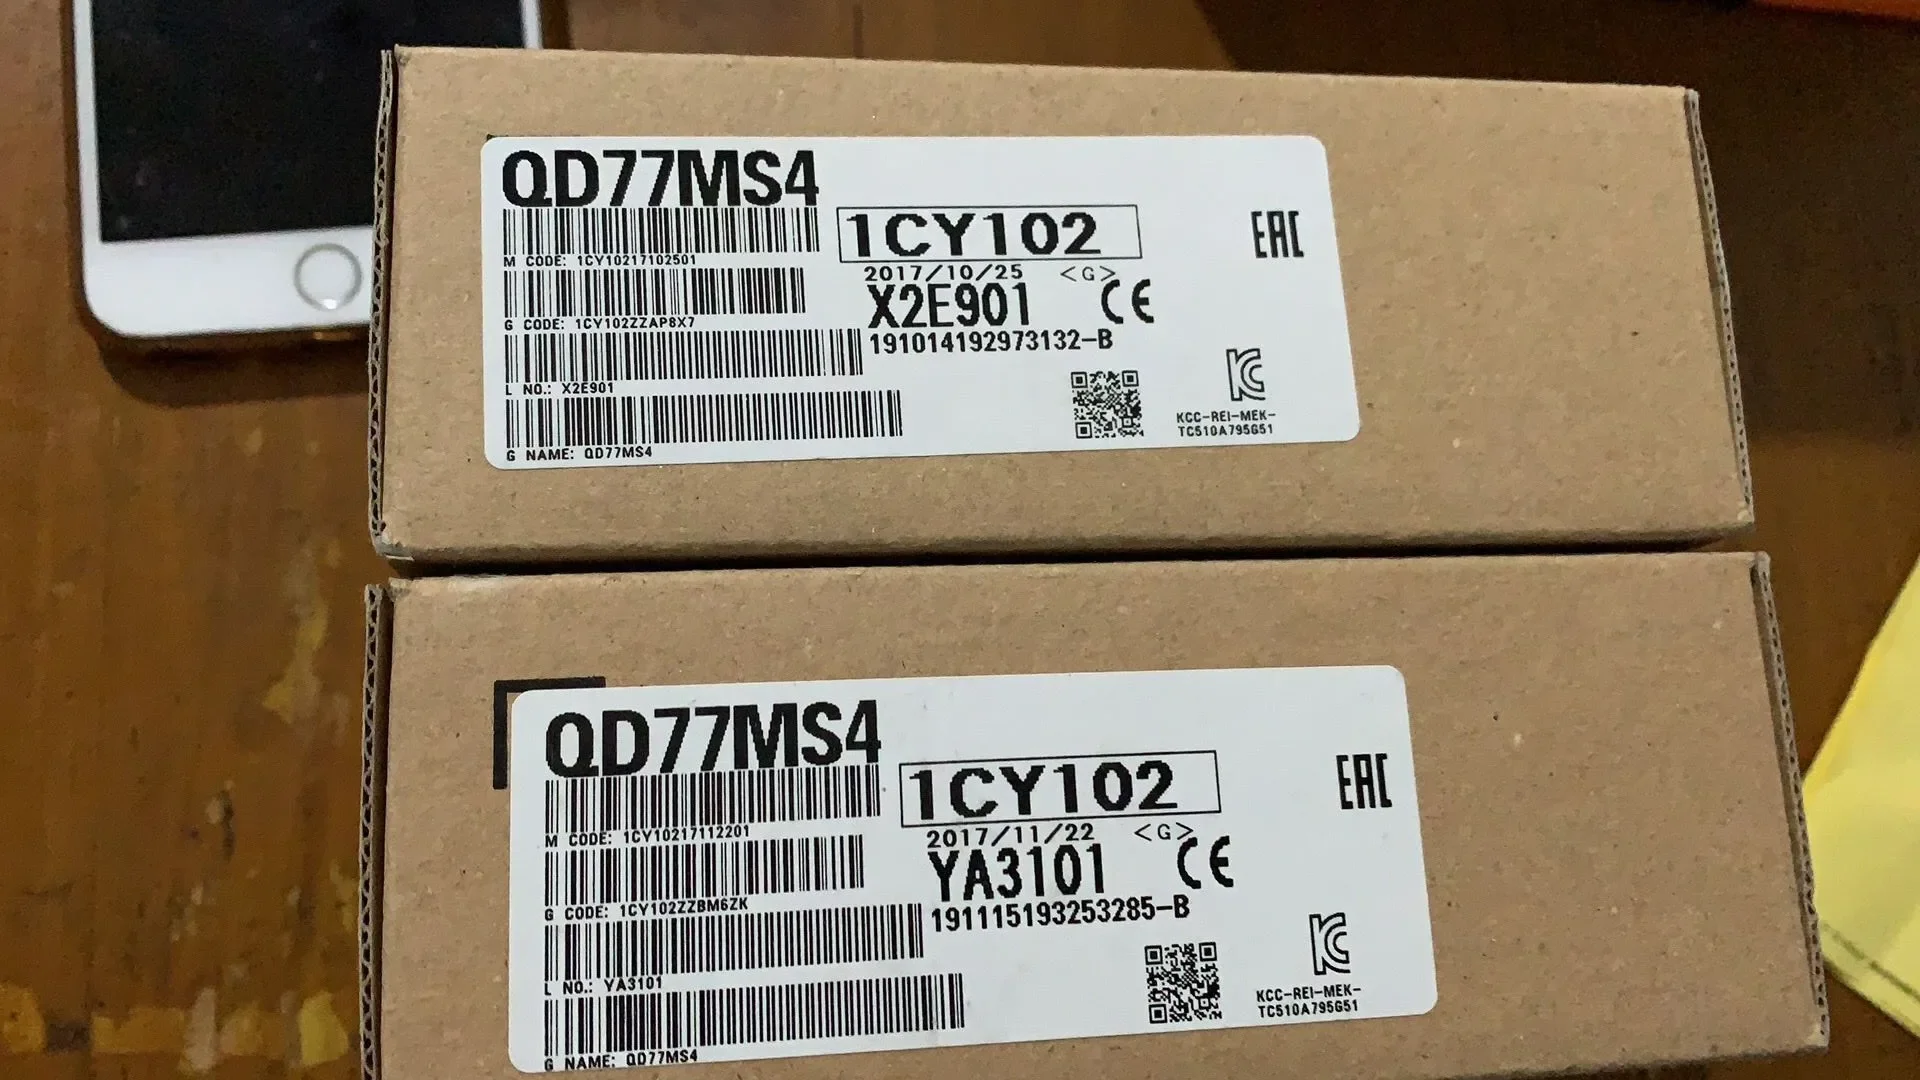 QD77MS4
1CY102
EAC
M CODE: 1CY10217102501
2017/10/25 <G>
X2E901 CE
G CODE: 1CY102ZZAP8X7
191014192973132-B
L NO.: X2E901
KC
KCC-REI-MEK-
TC510A795G51
G NAME: QD77MS4
QD77MS4
1CY102
EAC
M CODE: 1CY10217112201
2017/11/22 <G>
YA3101 CE
G CODE: 1CY102ZZBM6ZK
191115193253285-B
L NO.: YA3101
KC
KCC-REI-MEK-
TC510A795G51
G NAME: QD77MS4